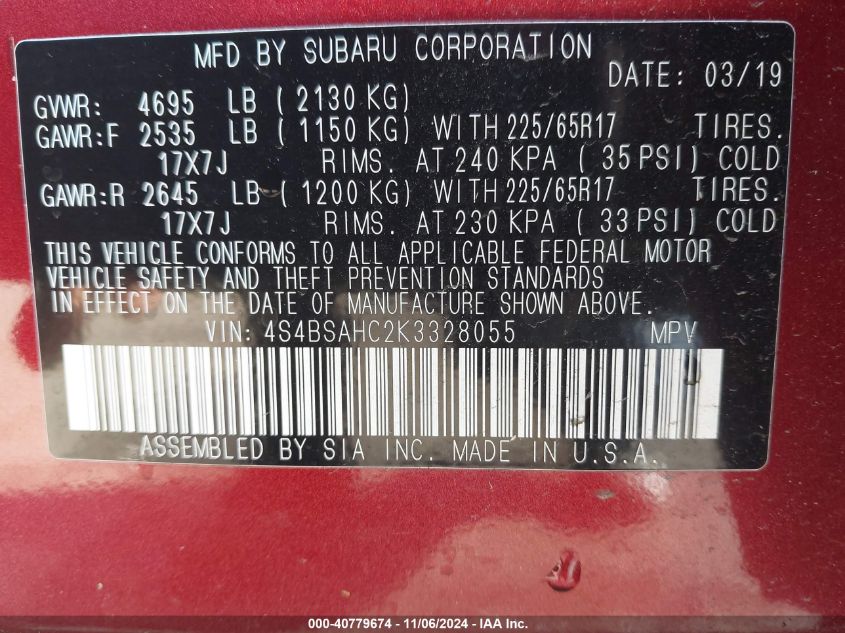 MFD BY SUBARU CORPORATION
DATE: 03/19
GVWR: 4695 LB ( 2130 KG)
GAWR:F 2535 LB ( 1150 KG) WITH 225/65R17 TIRES.
17X7J RIMS. AT 240 KPA ( 35 PSI) COLD
GAWR:R 2645 LB ( 1200 KG) WITH 225/65R17 TIRES.
17X7J RIMS. AT 230 KPA ( 33 PSI) COLD
THIS VEHICLE CONFORMS TO ALL APPLICABLE FEDERAL MOTOR
VEHICLE SAFETY AND THEFT PREVENTION STANDARDS
IN EFFECT ON THE DATE OF MANUFACTURE SHOWN ABOVE.
VIN: 4S4BSAHC2K3328055 MPV
ASSEMBLED BY SIA INC. MADE IN U.S.A.
000-40779674 - 11/06/2024 - IAA Inc.